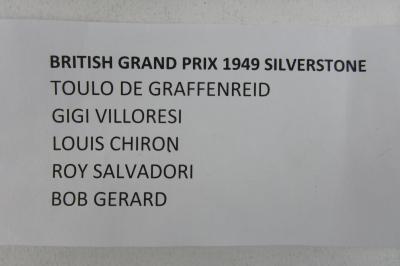 BRITISH GRAND PRIX 1949 SILVERSTONE
TOULO DE GRAFFENREID
GIGI VILLORESI
LOUIS CHIRON
ROY SALVADORI
BOB GERARD